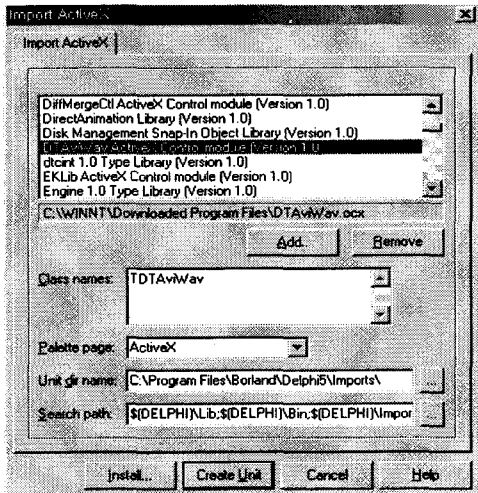 Import ActiveX
Import ActiveX
DiffMergeCtl ActiveX Control module (Version 1.0)
DirectAnimation Library (Version 1.0)
Disk Management Snap-In Object Library (Version 1.0)
DTAviWav ActiveX Control module (Version 1.0)
dtcint 1.0 Type Library (Version 1.0)
EKLib ActiveX Control module (Version 1.0)
Engine 1.0 Type Library (Version 1.0)
C:\WINNT\Downloaded Program Files\DTAviWav.ocx
Add...
Remove
Class names:
TDTAviWav
Palette page:
ActiveX
Unit dir name:
C:\Program Files\Borland\Delphi5\Imports\
...
Search path:
$(DELPHI)\Lib;$(DELPHI)\Bin;$(DELPHI)\Impor
...
Install...
Create Unit
Cancel
Help